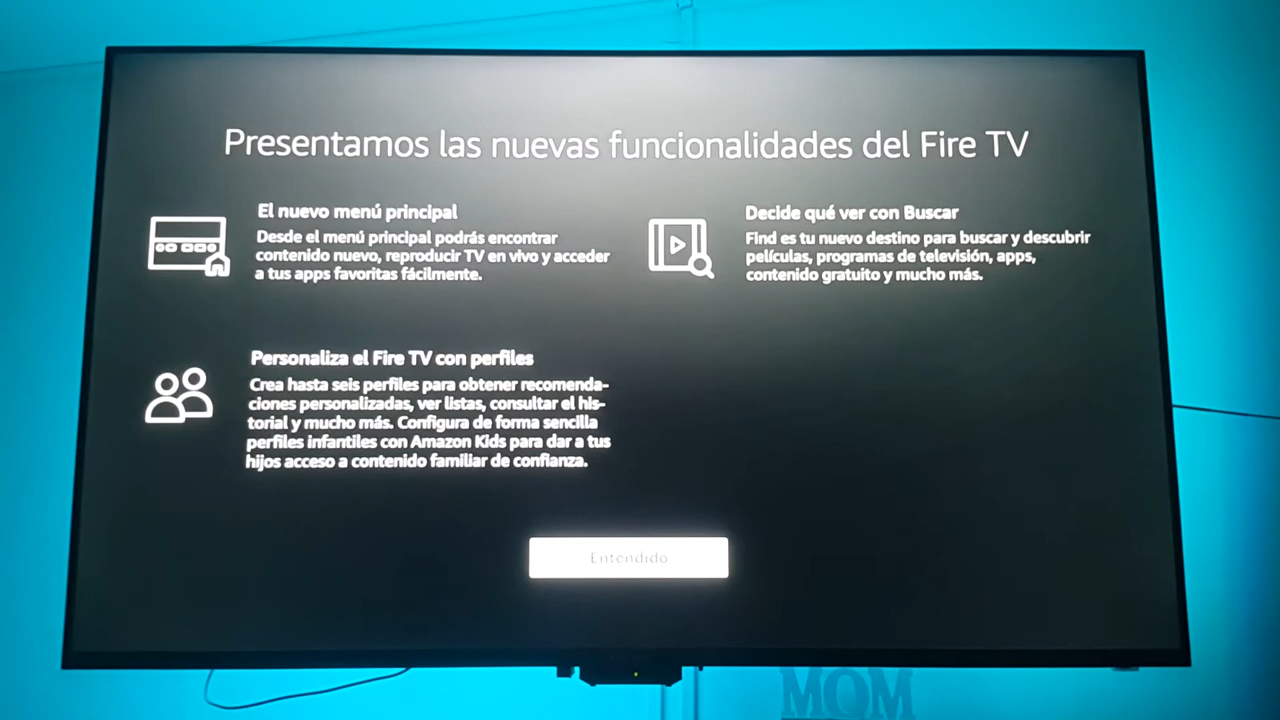 Presentamos las nuevas funcionalidades del Fire TV
El nuevo menú principal
Desde el menú principal podrás encontrar
contenido nuevo, reproducir TV en vivo y acceder
a tus apps favoritas fácilmente.
Decide qué ver con Buscar
Find es tu nuevo destino para buscar y descubrir
películas, programas de televisión, apps,
contenido gratuito y mucho más.
Personaliza el Fire TV con perfiles
Crea hasta seis perfiles para obtener recomenda-
ciones personalizadas, ver listas, consultar el his-
torial y mucho más. Configura de forma sencilla
perfiles infantiles con Amazon Kids para dar a tus
hijos acceso a contenido familiar de confianza.
Entendido
MOM